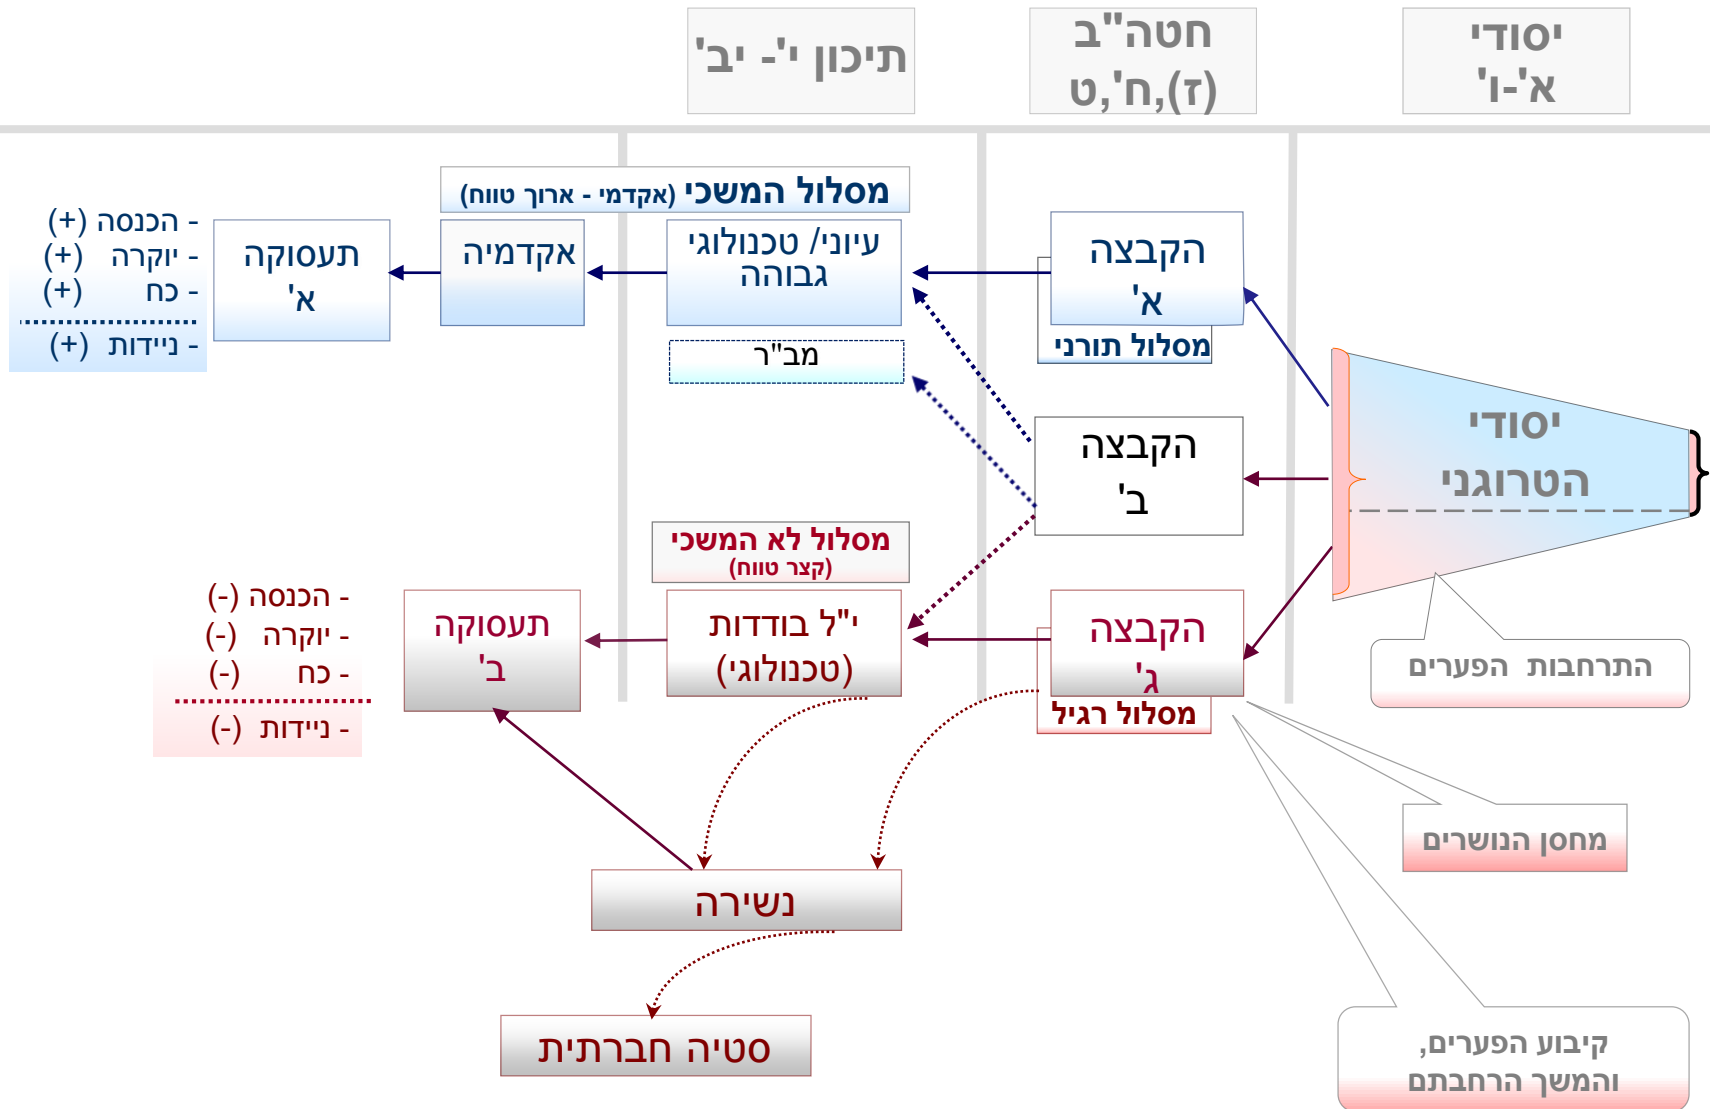 יסודי
א'-ו'
חטה"ב
(ז),ח',ט
תיכון י'- יב'
מסלול המשכי (אקדמי - ארוך טווח)
הקבצה
א'
מסלול תורני
עיוני/ טכנולוגי
גבוהה
אקדמיה
תעסוקה
א'
- הכנסה (+)
- יוקרה (+)
- כח (+)
- ניידות (+)
מב"ר
יסודי
הטרוגני
הקבצה
ב'
מסלול לא המשכי
(קצר טווח)
הקבצה
ג'
מסלול רגיל
י"ל בודדות
(טכנולוגי)
תעסוקה
ב'
- הכנסה (-)
- יוקרה (-)
- כח (-)
- ניידות (-)
התרחבות הפערים
מחסן הנושרים
נשירה
סטיה חברתית
קיבוע הפערים,
והמשך הרחבתם